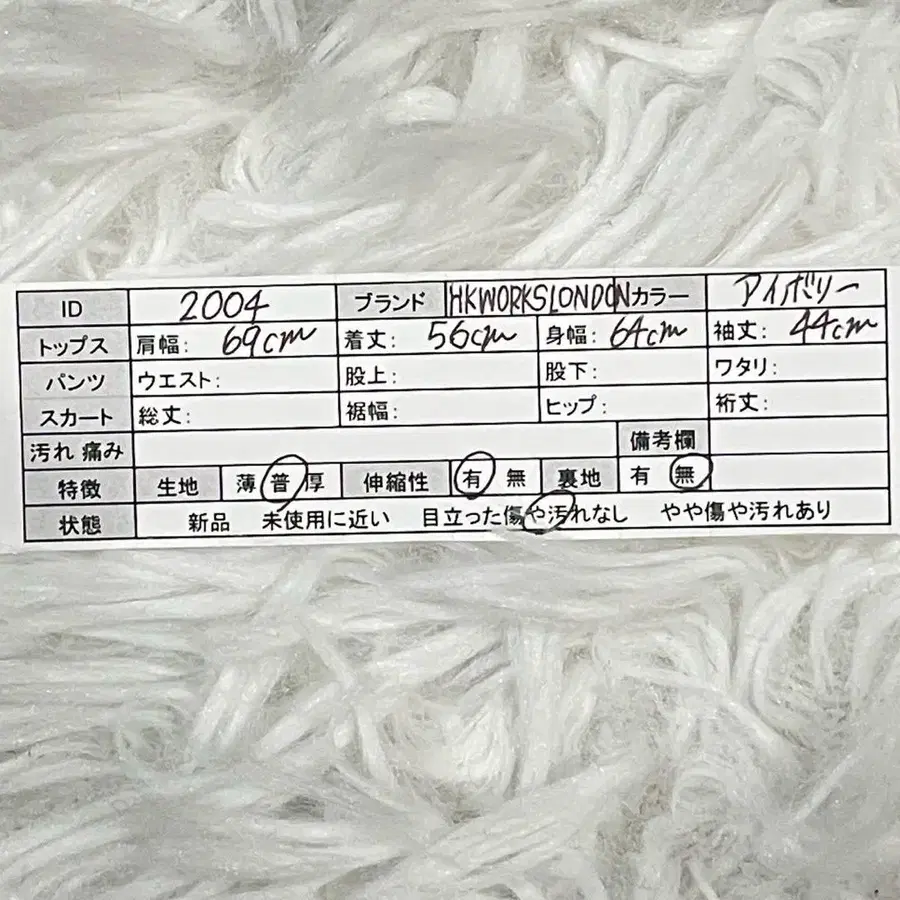 ID 2004 ブランド HKWORKSLONDON カラー アイボリー
トップス 肩幅: 69cm 着丈: 56cm 身幅: 64cm 袖丈: 44cm
パンツ ウエスト: 股上: 股下: ワタリ:
スカート 総丈: 裾幅: ヒップ: 裄丈:
汚れ 痛み 備考欄
特徴 生地 薄 普 厚 伸縮性 有 無 裏地 有 無
状態 新品 未使用に近い 目立った傷や汚れなし やや傷や汚れあり